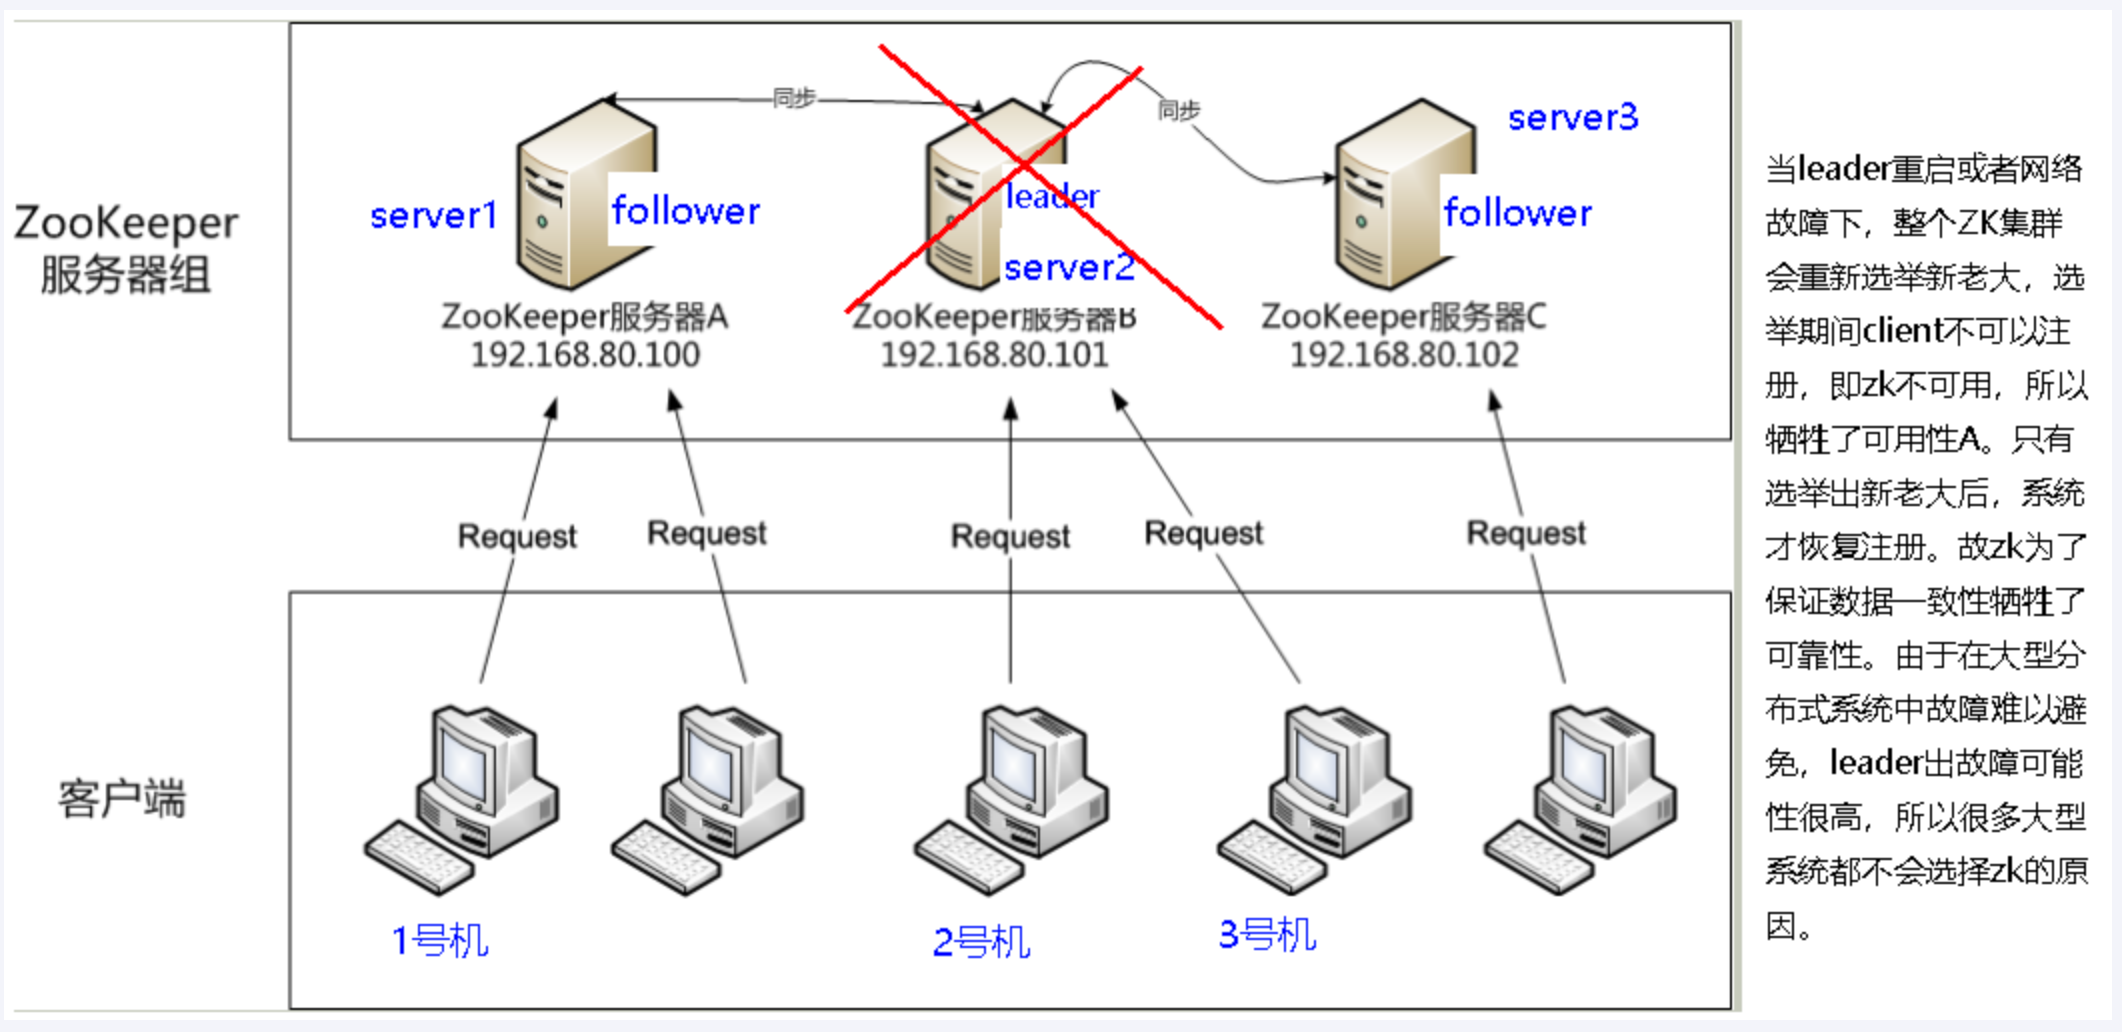 同步
同步
server3
server1
follower
leader
follower
server2
ZooKeeper
服务器组
ZooKeeper服务器A
192.168.80.100
ZooKeeper服务器B
192.168.80.101
ZooKeeper服务器C
192.168.80.102
Request
Request
Request
Request
Request
客户端
1号机
2号机
3号机
当leader重启或者网络
故障下，整个ZK集群
会重新选举新老大，选
举期间client不可以注
册，即zk不可用，所以
牺牲了可用性A。只有
选举出新老大后，系统
才恢复注册。故zk为了
保证数据一致性牺牲了
可靠性。由于在大型分
布式系统中故障难以避
免，leader出故障可能
性很高，所以很多大型
系统都不会选择zk的原
因。